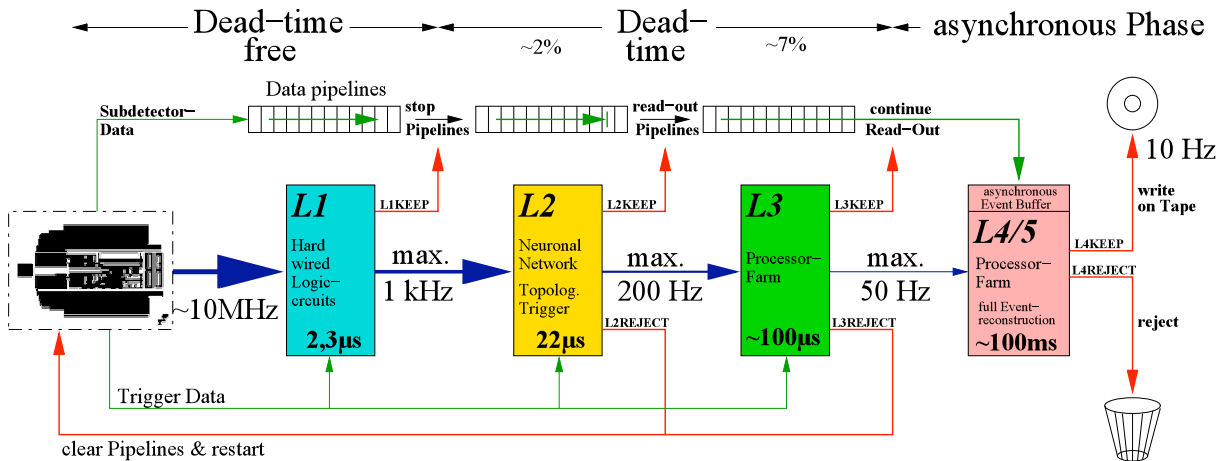 Dead-time
free
Dead-
time
~2%
~7%
asynchronous Phase
Data pipelines
Subdetector-
Data
stop
Pipelines
read-out
Pipelines
continue
Read-Out
10 Hz
write
on Tape
L1
Hard
wired
Logic-
circuits
2,3µs
L1KEEP
L2
Neuronal
Network
Topolog.
Trigger
22µs
L2KEEP
L2REJECT
L3
Processor-
Farm
~100µs
L3KEEP
L3REJECT
asynchronous
Event Buffer
L4/5
Processor-
Farm
full Event-
reconstruction
~100ms
L4KEEP
L4REJECT
reject
~10MHz
max.
1 kHz
max.
200 Hz
max.
50 Hz
Trigger Data
clear Pipelines & restart